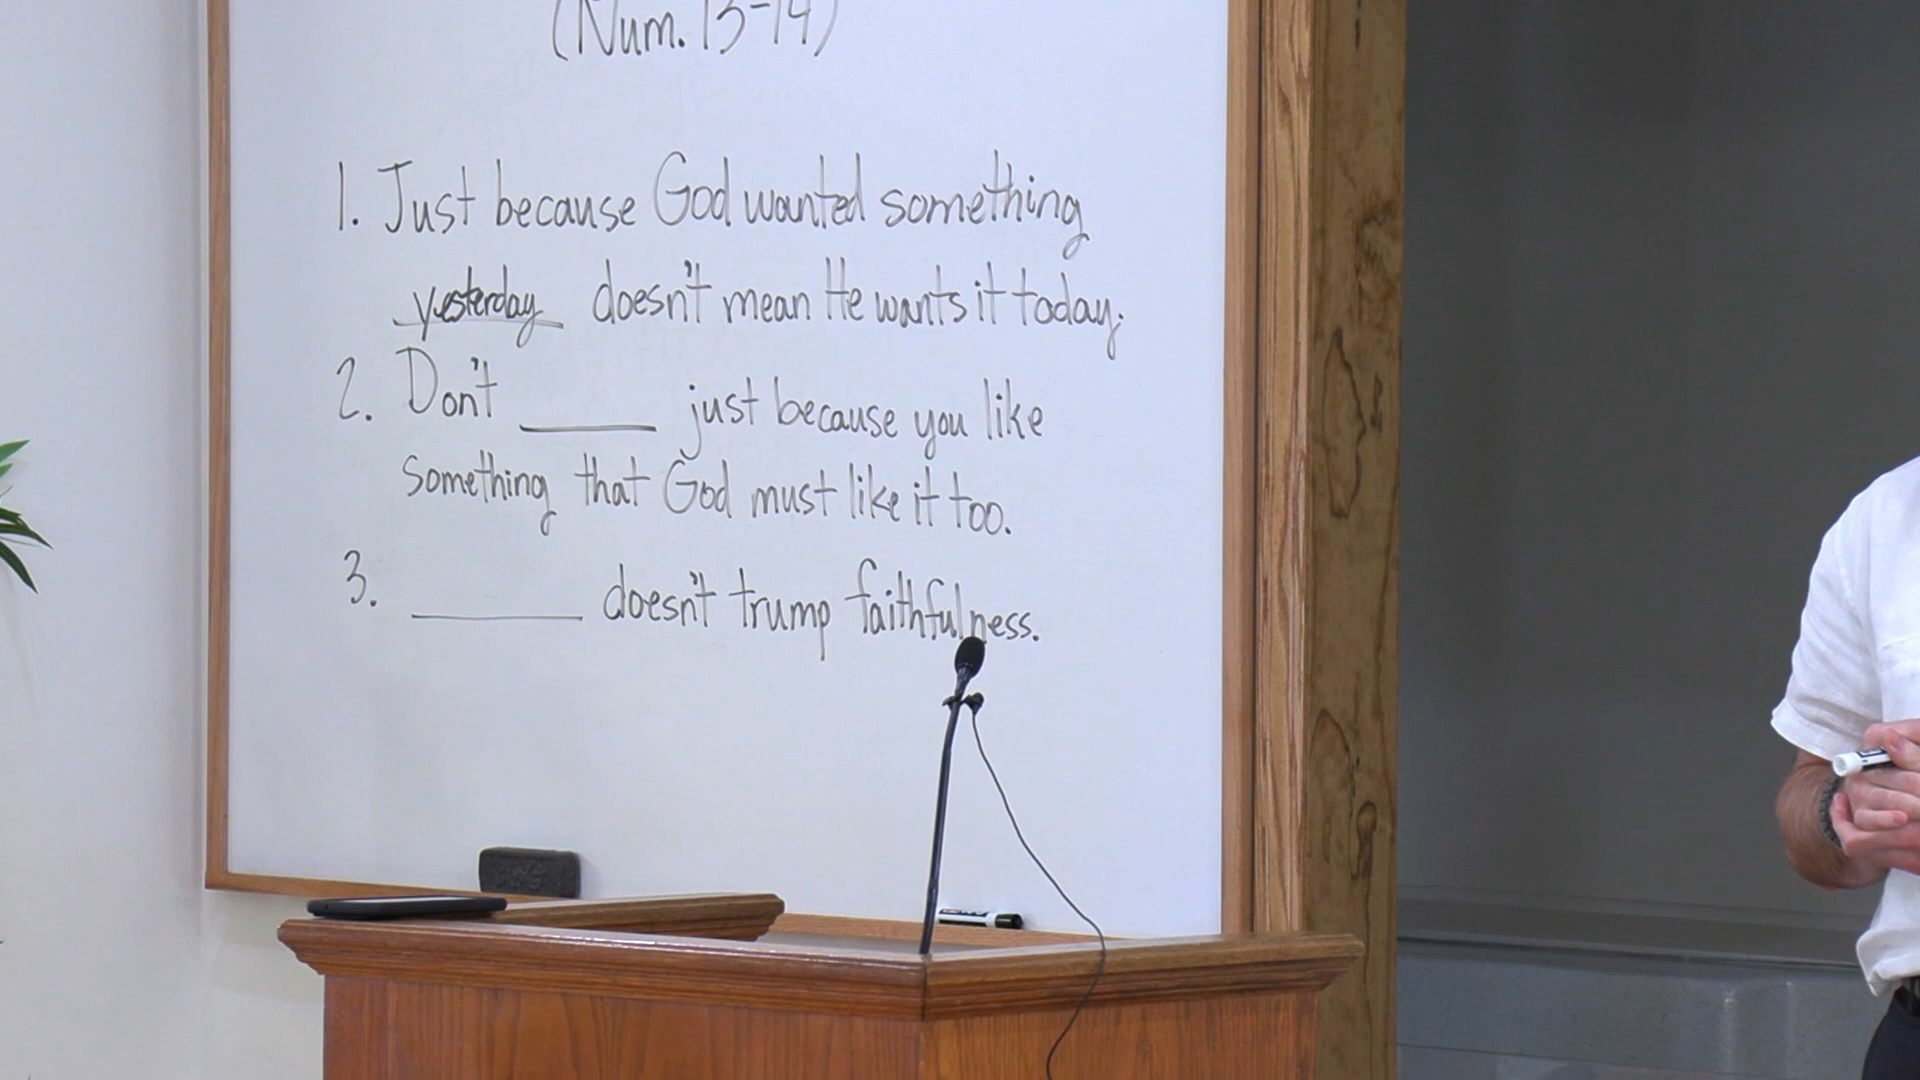 (Num. 13-14)
1. Just because God wanted something
yesterday doesn't mean He wants it today.
2. Don't ______ just because you like
something that God must like it too.
3. ______ doesn't trump faithfulness.